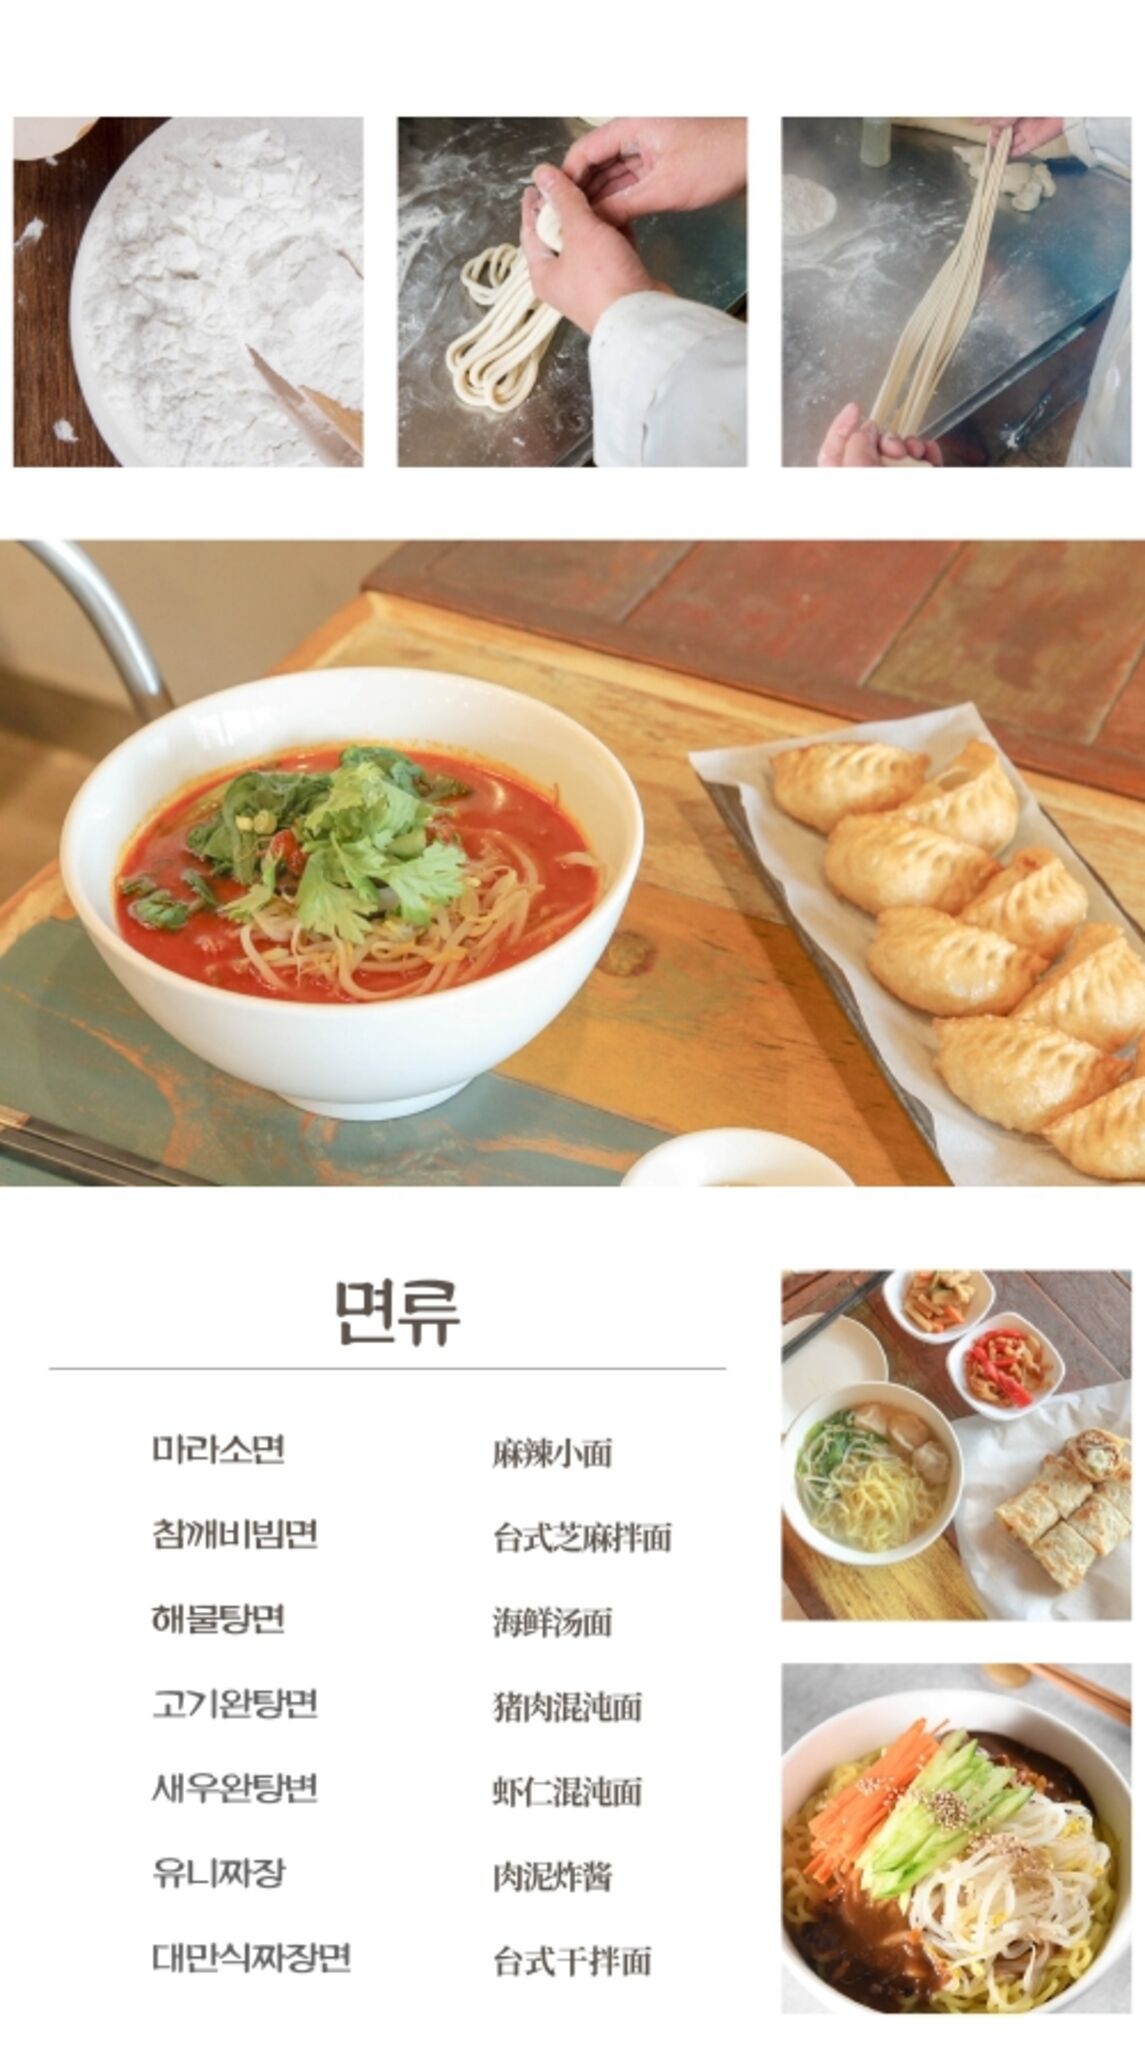 면류
마라소면 麻辣小面
참깨비빔면 台式芝麻拌面
해물탕면 海鲜汤面
고기완탕면 猪肉混沌面
새우완탕변 虾仁混沌面
유니짜장 肉泥炸酱
대만식짜장면 台式干拌面